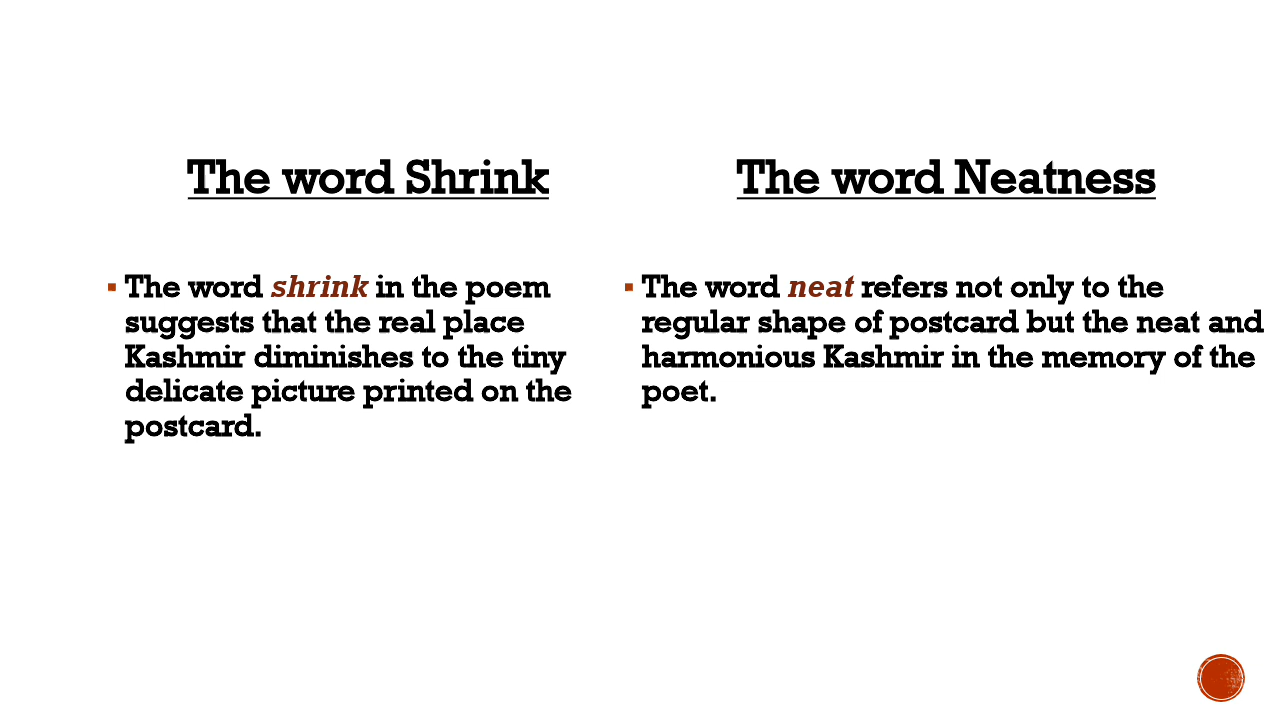 The word Shrink
The word shrink in the poem
suggests that the real place
Kashmir diminishes to the tiny
delicate picture printed on the
postcard.
The word Neatness
The word neat refers not only to the
regular shape of postcard but the neat and
harmonious Kashmir in the memory of the
poet.